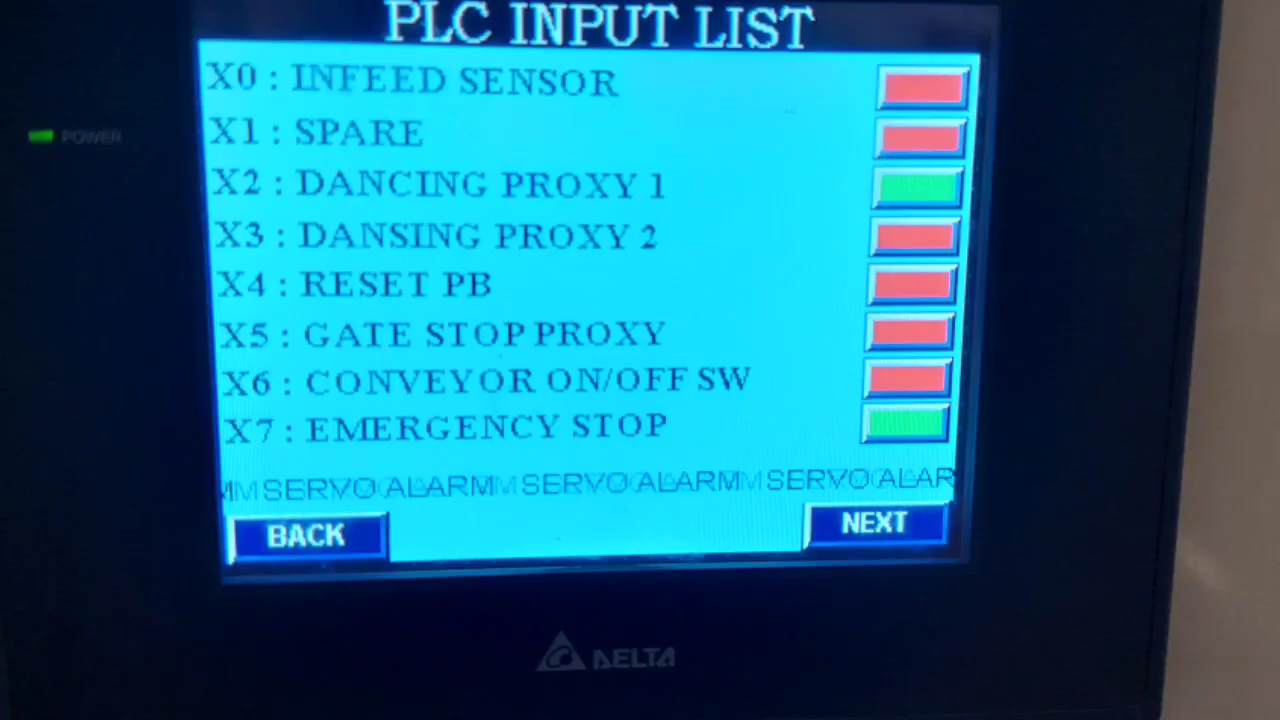 PLC INPUT LIST
X0 : INFEED SENSOR
X1 : SPARE
X2 : DANCING PROXY 1
X3 : DANSING PROXY 2
X4 : RESET PB
X5 : GATE STOP PROXY
X6 : CONVEYOR ON/OFF SW
X7 : EMERGENCY STOP
M SERVO ALARM SERVO ALARM SERVO ALAR
BACK
NEXT
POWER
DELTA